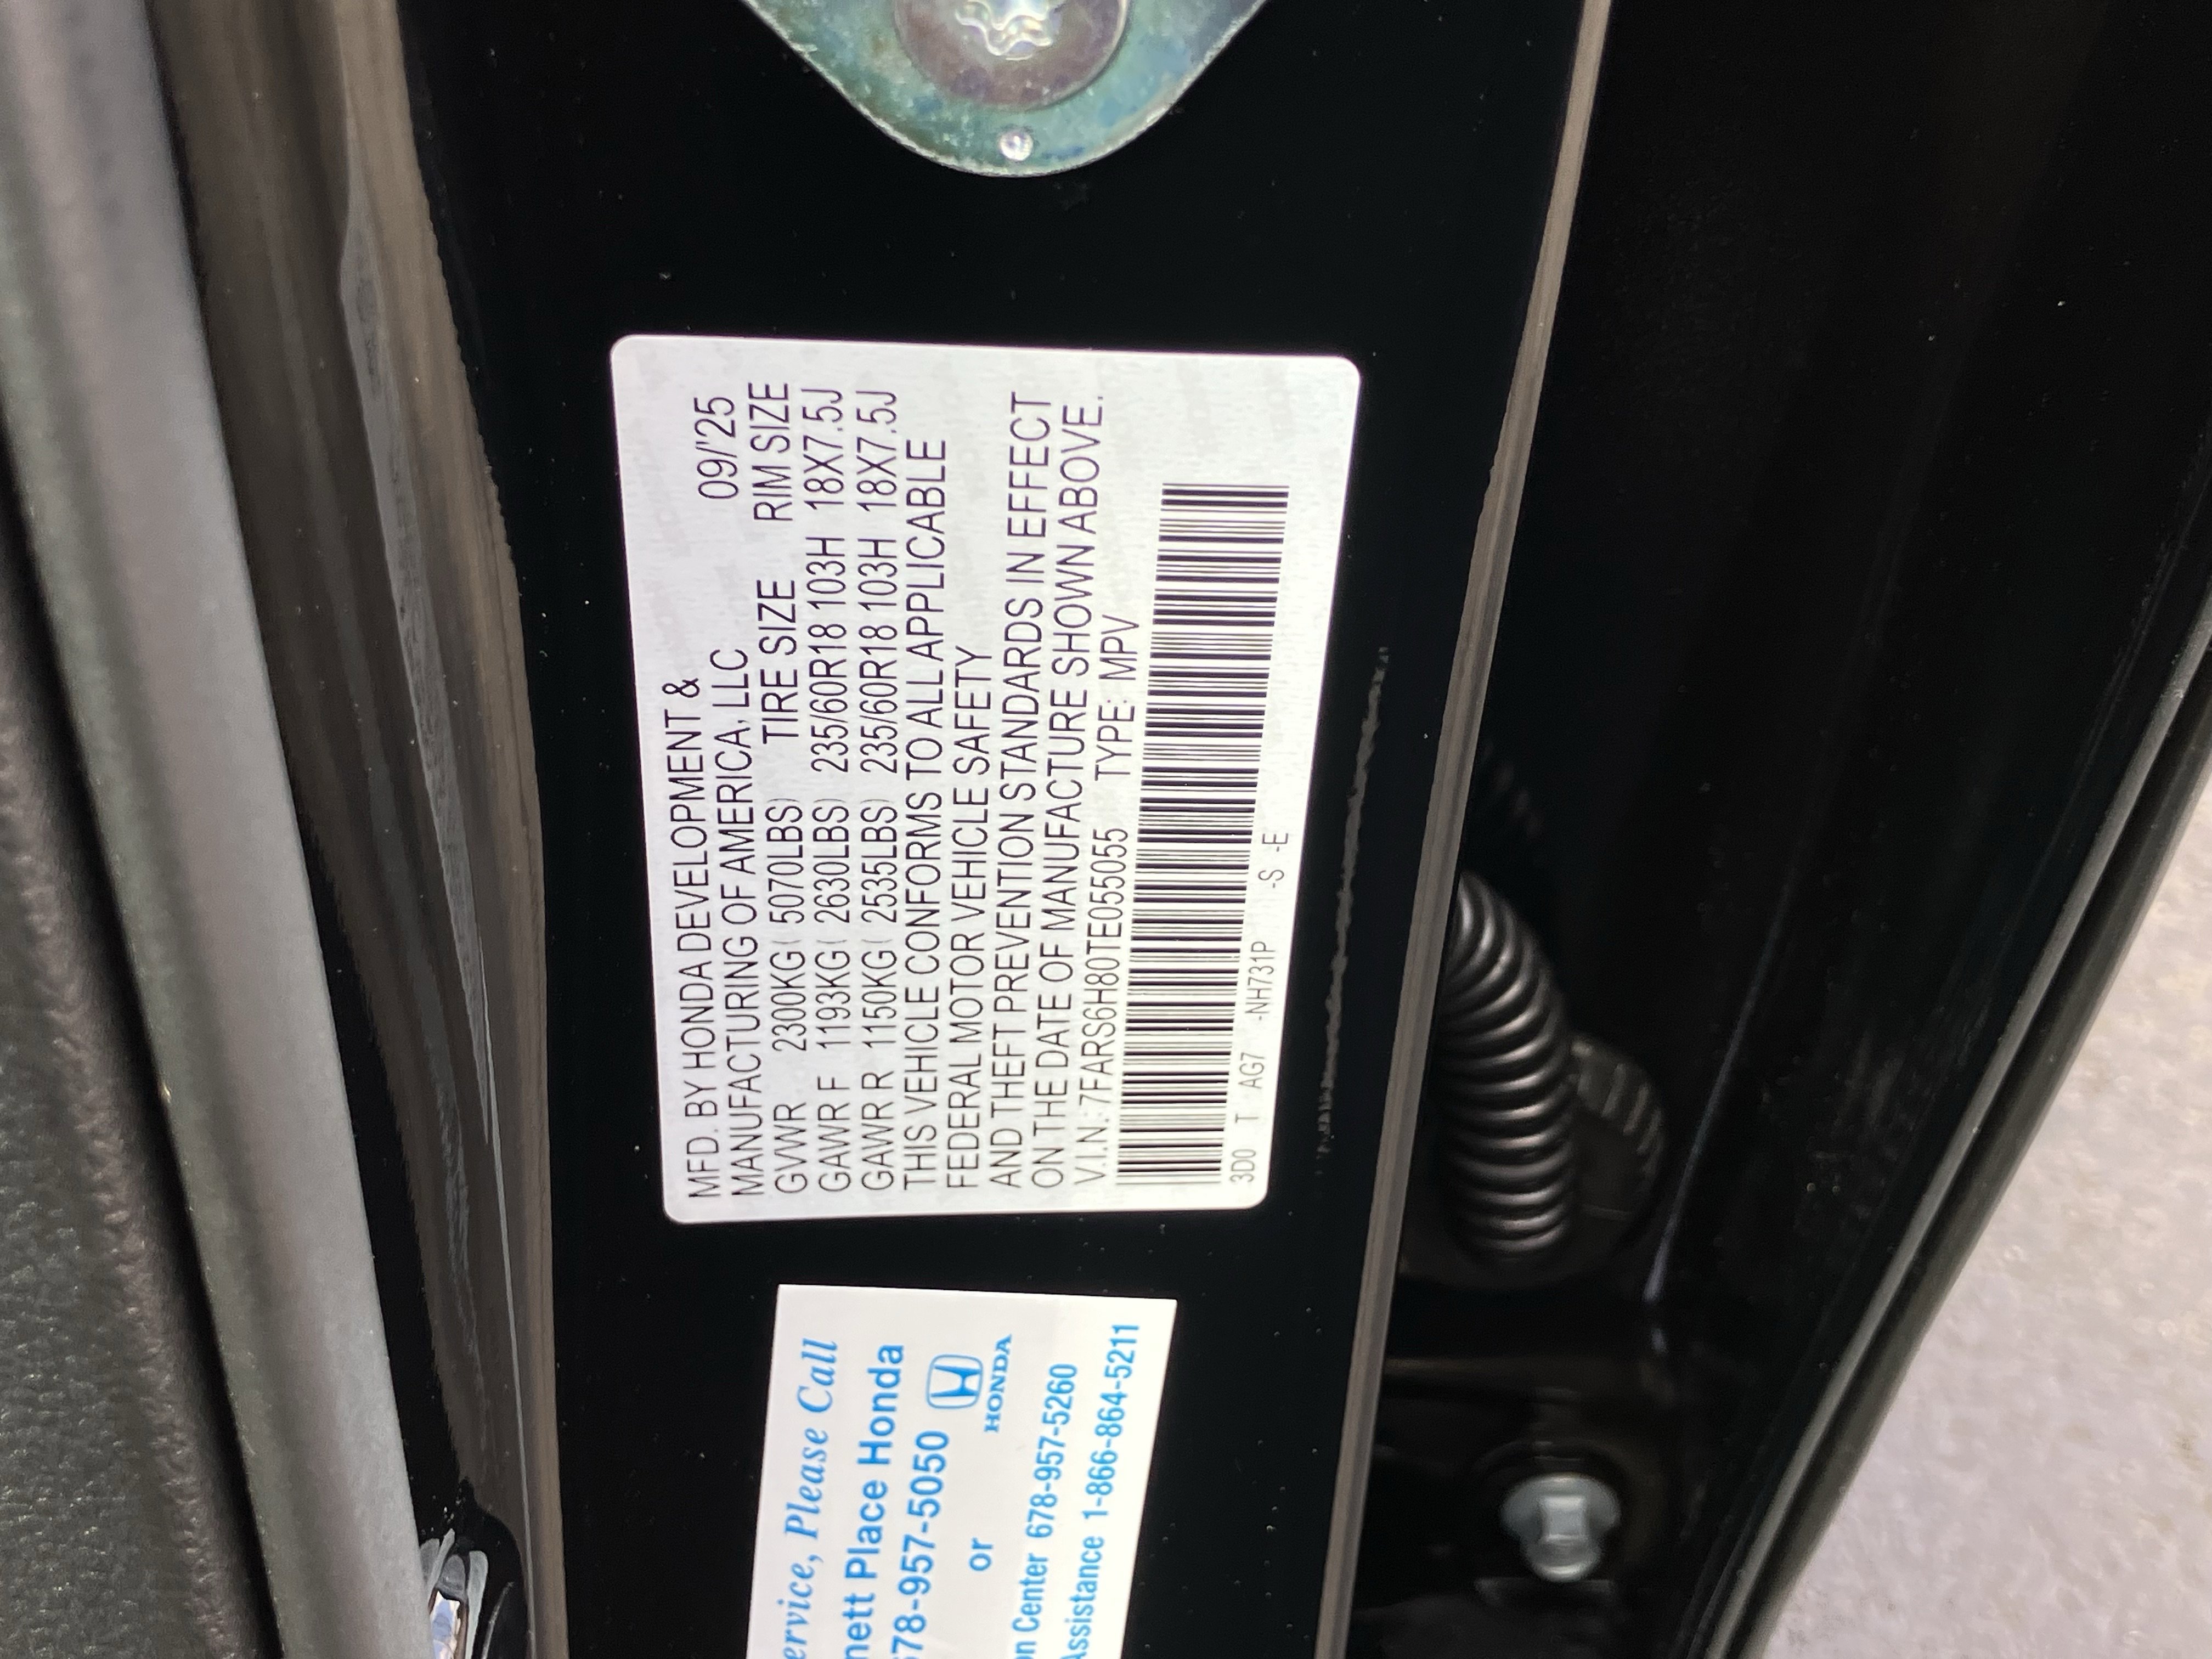 MFD. BY HONDA DEVELOPMENT &
MANUFACTURING OF AMERICA, LLC 09/'25
GVWR 2300KG( 5070LBS) TIRE SIZE RIM SIZE
GAWR F 1193KG( 2630LBS) 235/60R18 103H 18X7.5J
GAWR R 1150KG( 2535LBS) 235/60R18 103H 18X7.5J
THIS VEHICLE CONFORMS TO ALL APPLICABLE
FEDERAL MOTOR VEHICLE SAFETY
AND THEFT PREVENTION STANDARDS IN EFFECT
ON THE DATE OF MANUFACTURE SHOWN ABOVE.
V.I.N.:7FARS6H80TE055055 TYPE: MPV
3D0 T AG7 -NH731P -S -E
ervice, Please Call
nett Place Honda
678-957-5050
HONDA
or
on Center 678-957-5260
Assistance 1-866-864-5211